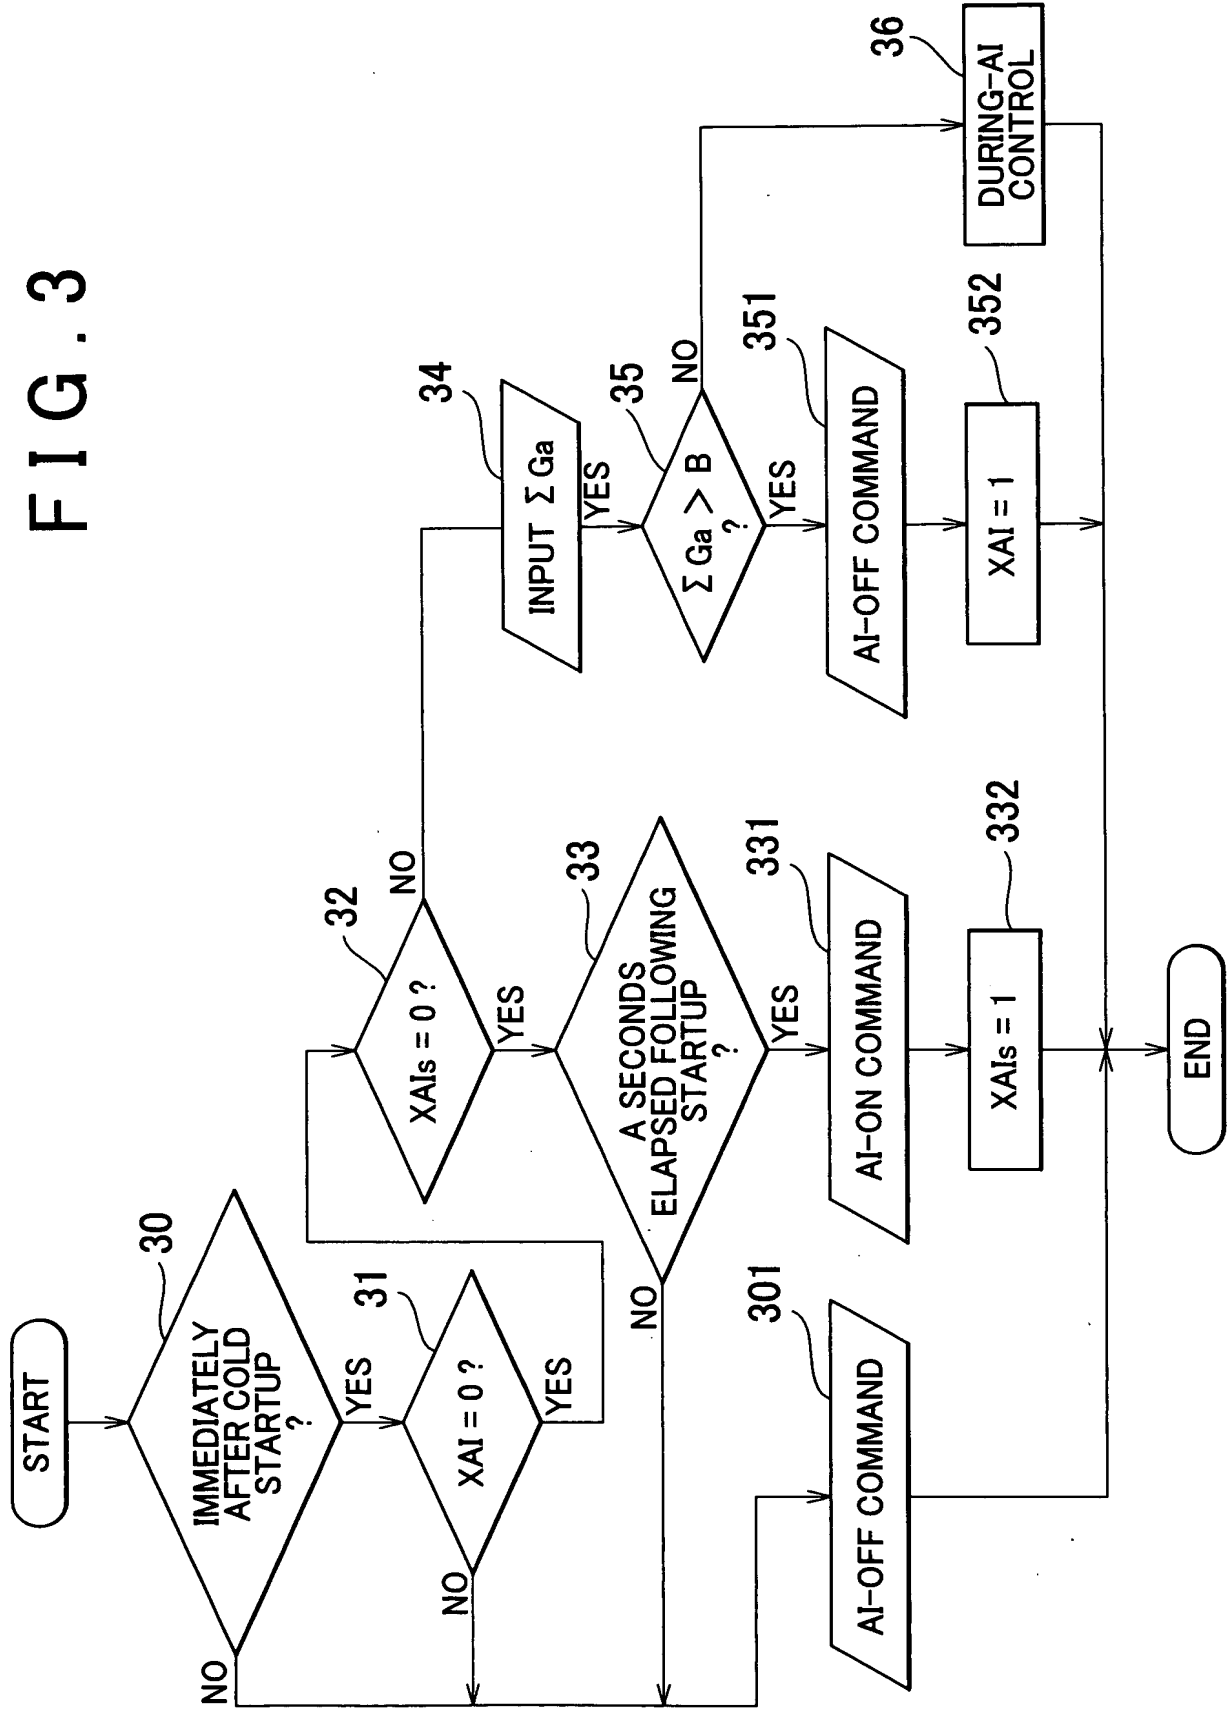 FIG. 3
START
30
IMMEDIATELY
AFTER COLD
STARTUP
?
NO
YES
31
XAI = 0 ?
NO
YES
32
XAIs = 0 ?
NO
YES
33
A SECONDS
ELAPSED FOLLOWING
STARTUP
?
NO
YES
34
INPUT Σ Ga
YES
35
Σ Ga > B
?
NO
YES
301
AI-OFF COMMAND
331
AI-ON COMMAND
332
XAIs = 1
351
AI-OFF COMMAND
352
XAI = 1
36
DURING-AI
CONTROL
END